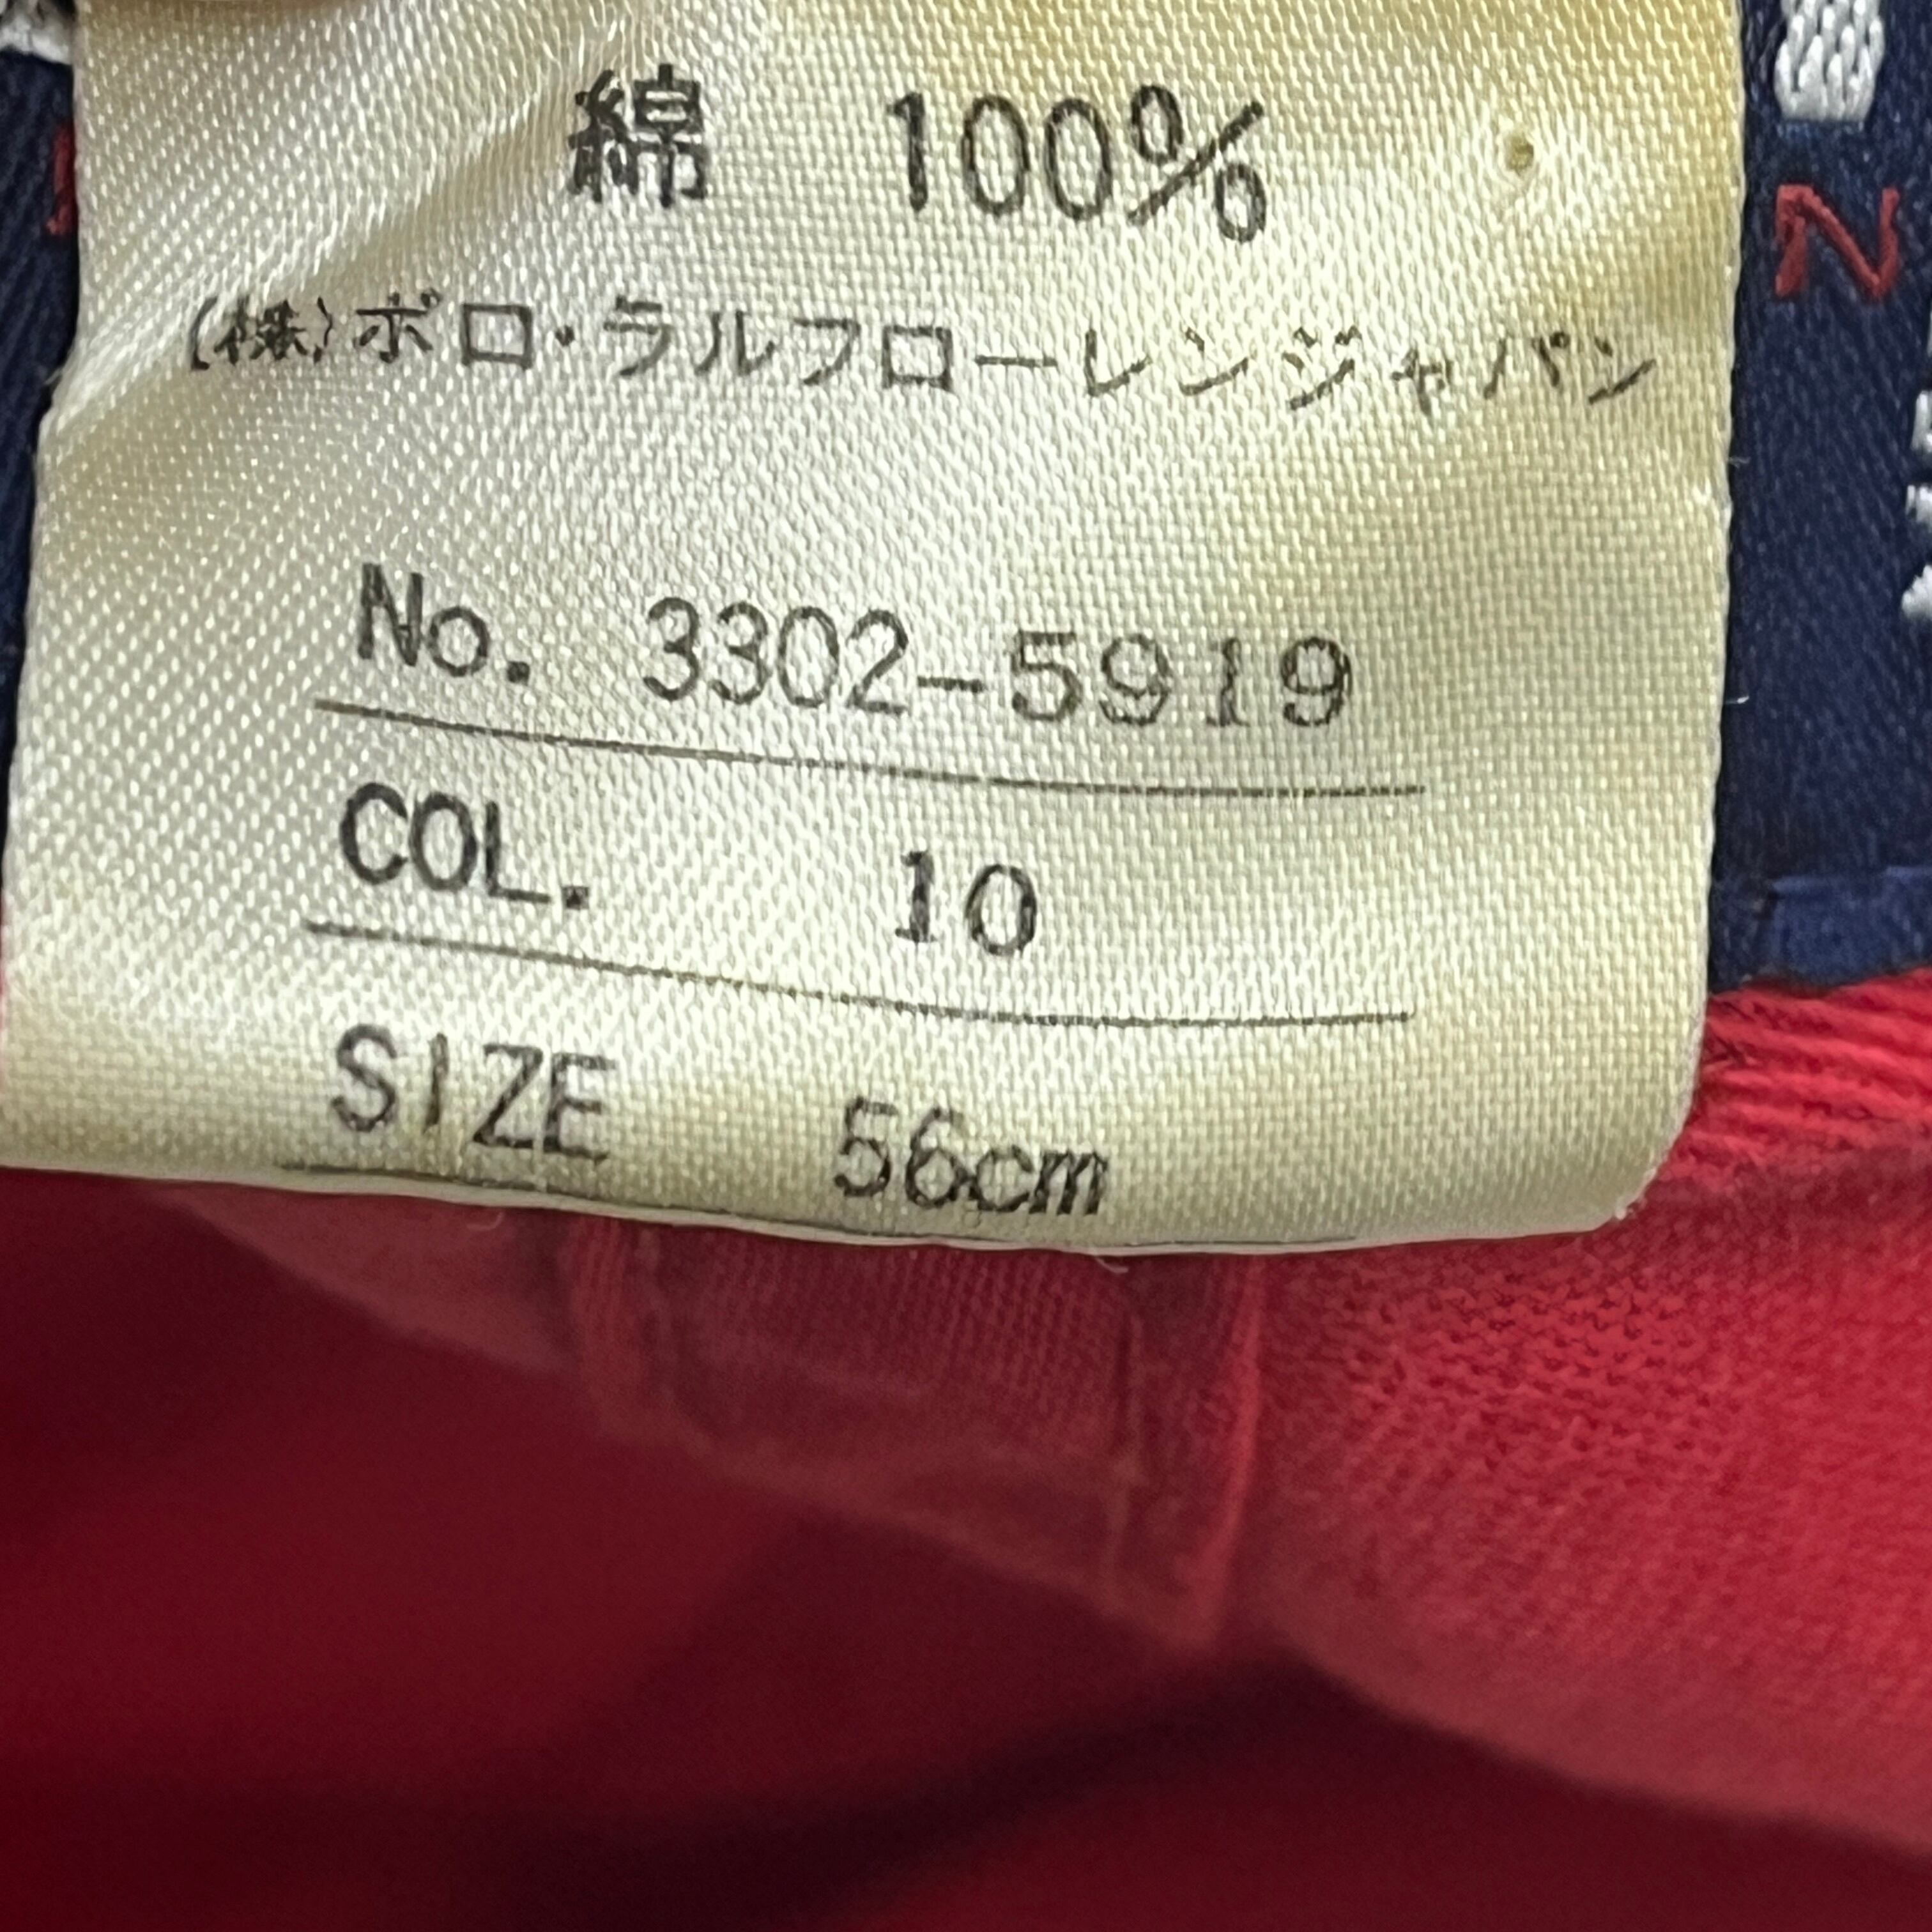 綿 100%
(株)ポロ・ラルフローレンジャパン
No. 3302-5919
COL. 10
SIZE 56cm
N